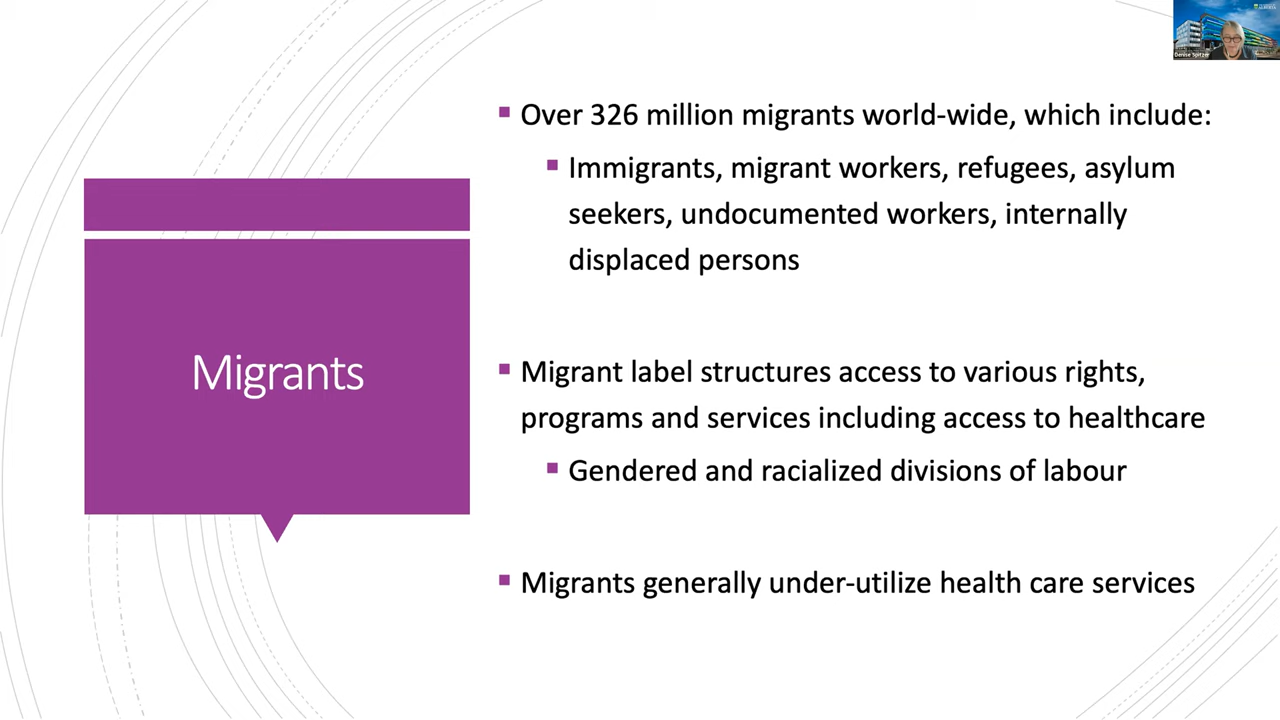 Denise Spitzer
Over 326 million migrants world-wide, which include:
Immigrants, migrant workers, refugees, asylum
seekers, undocumented workers, internally
displaced persons
Migrants
Migrant label structures access to various rights,
programs and services including access to healthcare
Gendered and racialized divisions of labour
Migrants generally under-utilize health care services